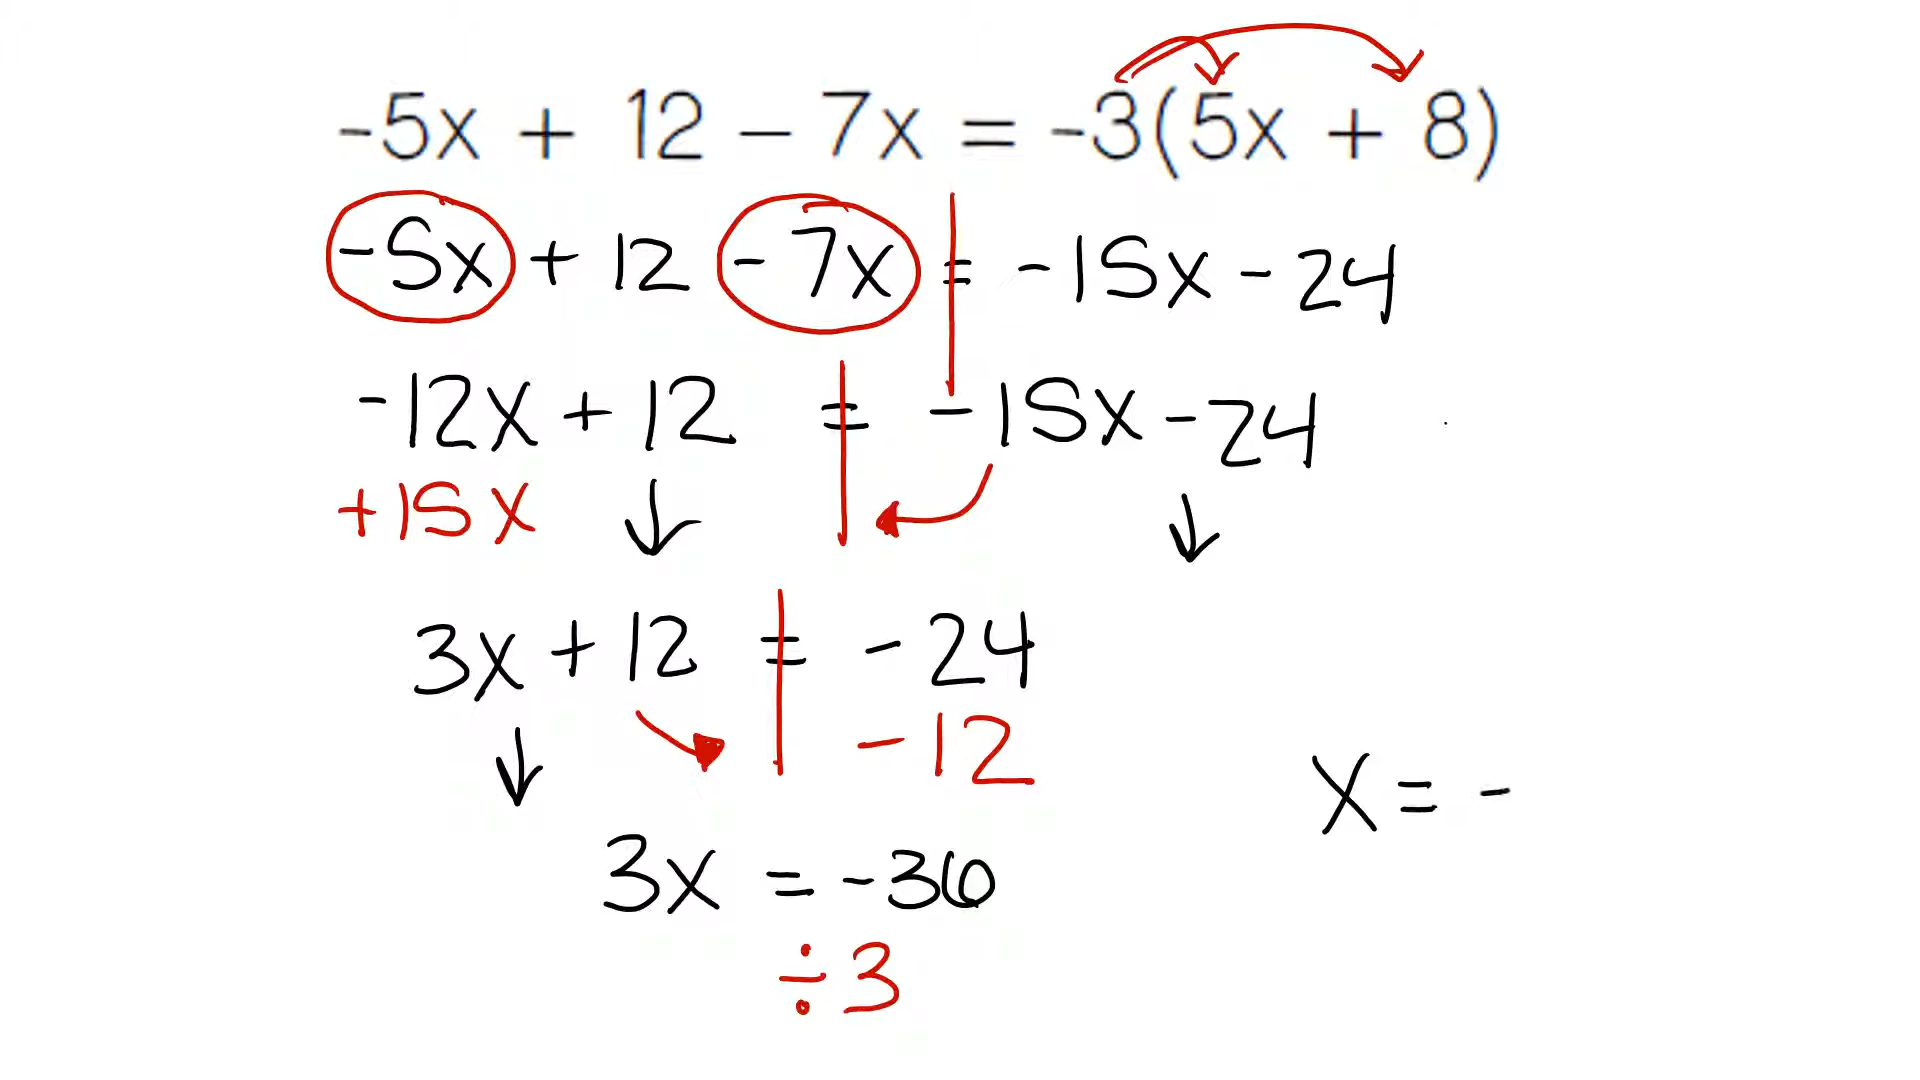 -5x + 12 – 7x = -3(5x + 8)
-5x + 12 - 7x = -15x - 24
-12x + 12 = -15x - 24
+15x
3x + 12 = -24
-12
x = -
3x = -36
÷3